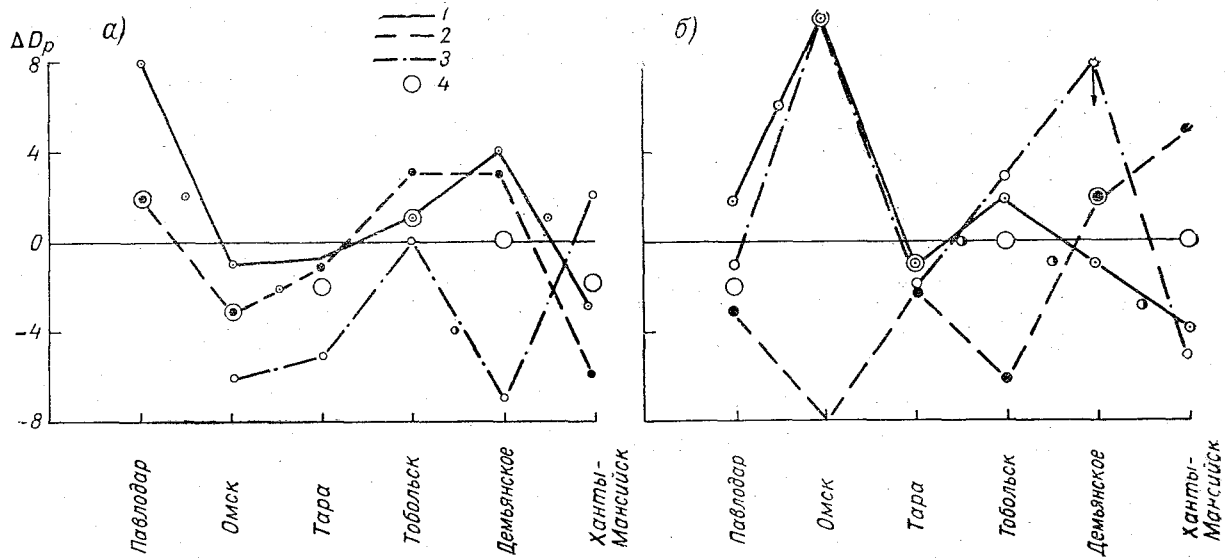 а)
ΔDp
8
4
0
-4
-8
1
2
3
4
б)
Павлодар
Омск
Тара
Тобольск
Демьянское
Ханты-
Мансийск
Павлодар
Омск
Тара
Тобольск
Демьянское
Ханты-
Мансийск